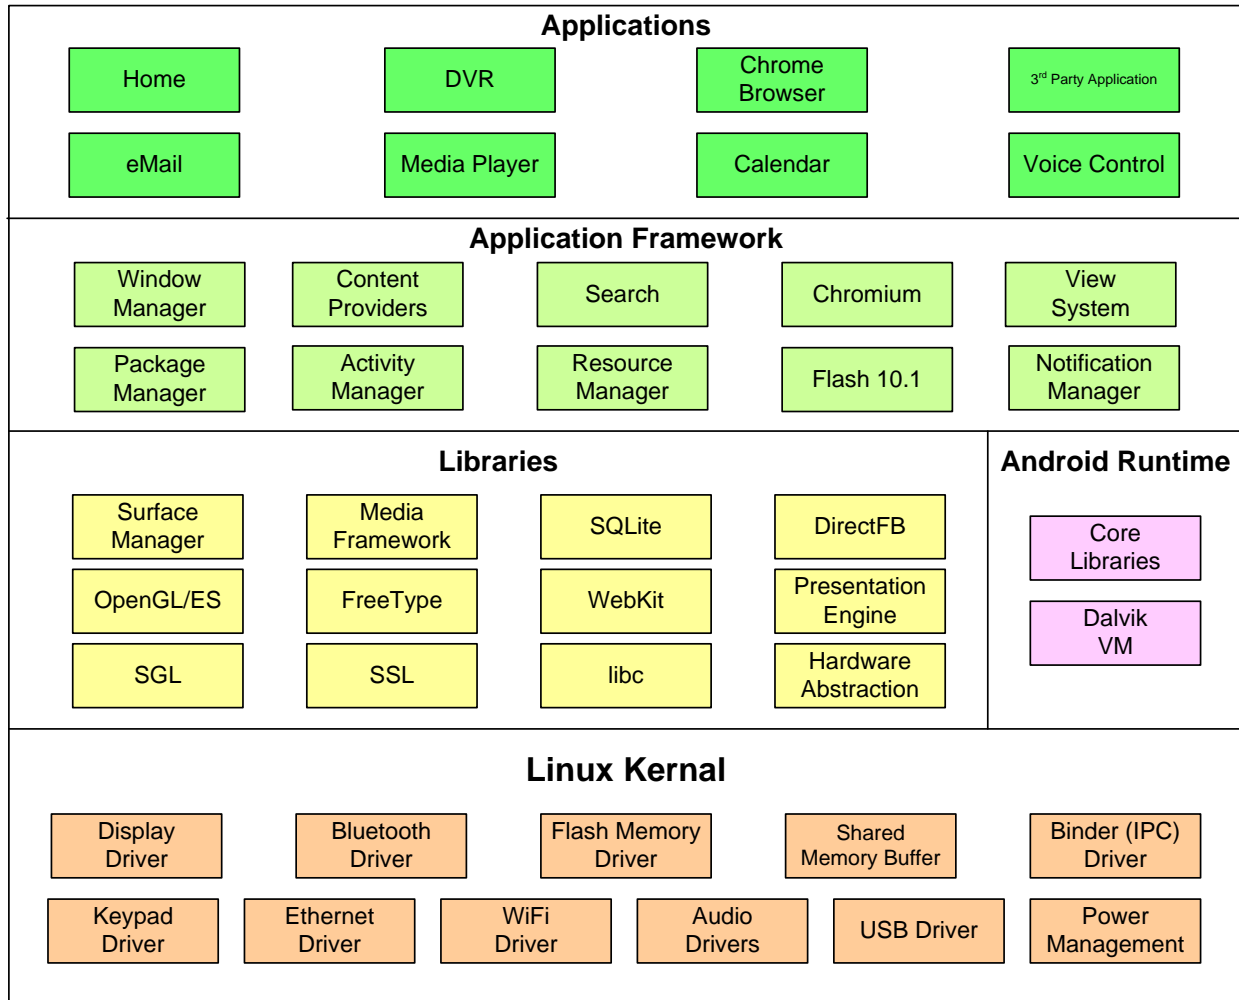 Applications
Home
DVR
Chrome
Browser
3rd Party Application
eMail
Media Player
Calendar
Voice Control
Application Framework
Window
Manager
Content
Providers
Search
Chromium
View
System
Package
Manager
Activity
Manager
Resource
Manager
Flash 10.1
Notification
Manager
Libraries
Surface
Manager
Media
Framework
SQLite
DirectFB
OpenGL/ES
FreeType
WebKit
Presentation
Engine
SGL
SSL
libc
Hardware
Abstraction
Android Runtime
Core
Libraries
Dalvik
VM
Linux Kernal
Display
Driver
Bluetooth
Driver
Flash Memory
Driver
Shared
Memory Buffer
Binder (IPC)
Driver
Keypad
Driver
Ethernet
Driver
WiFi
Driver
Audio
Drivers
USB Driver
Power
Management